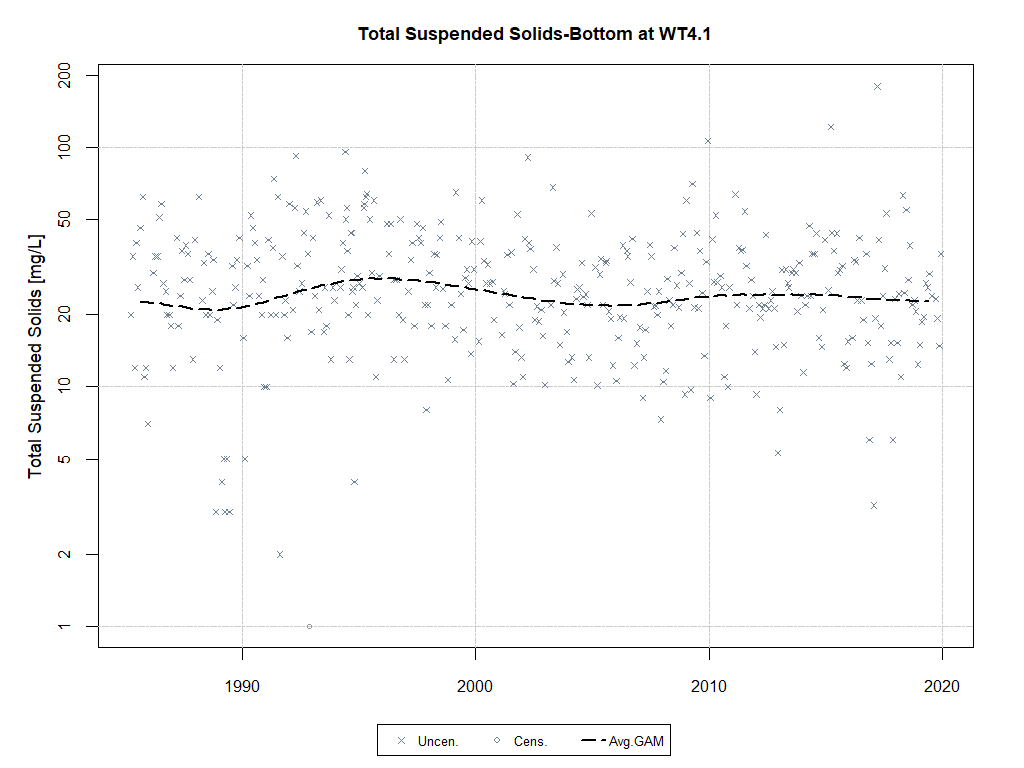 Total Suspended Solids-Bottom at WT4.1
Total Suspended Solids [mg/L]
200
100
50
20
10
5
2
1
1990 2000 2010 2020
Uncen. Cens. Avg.GAM